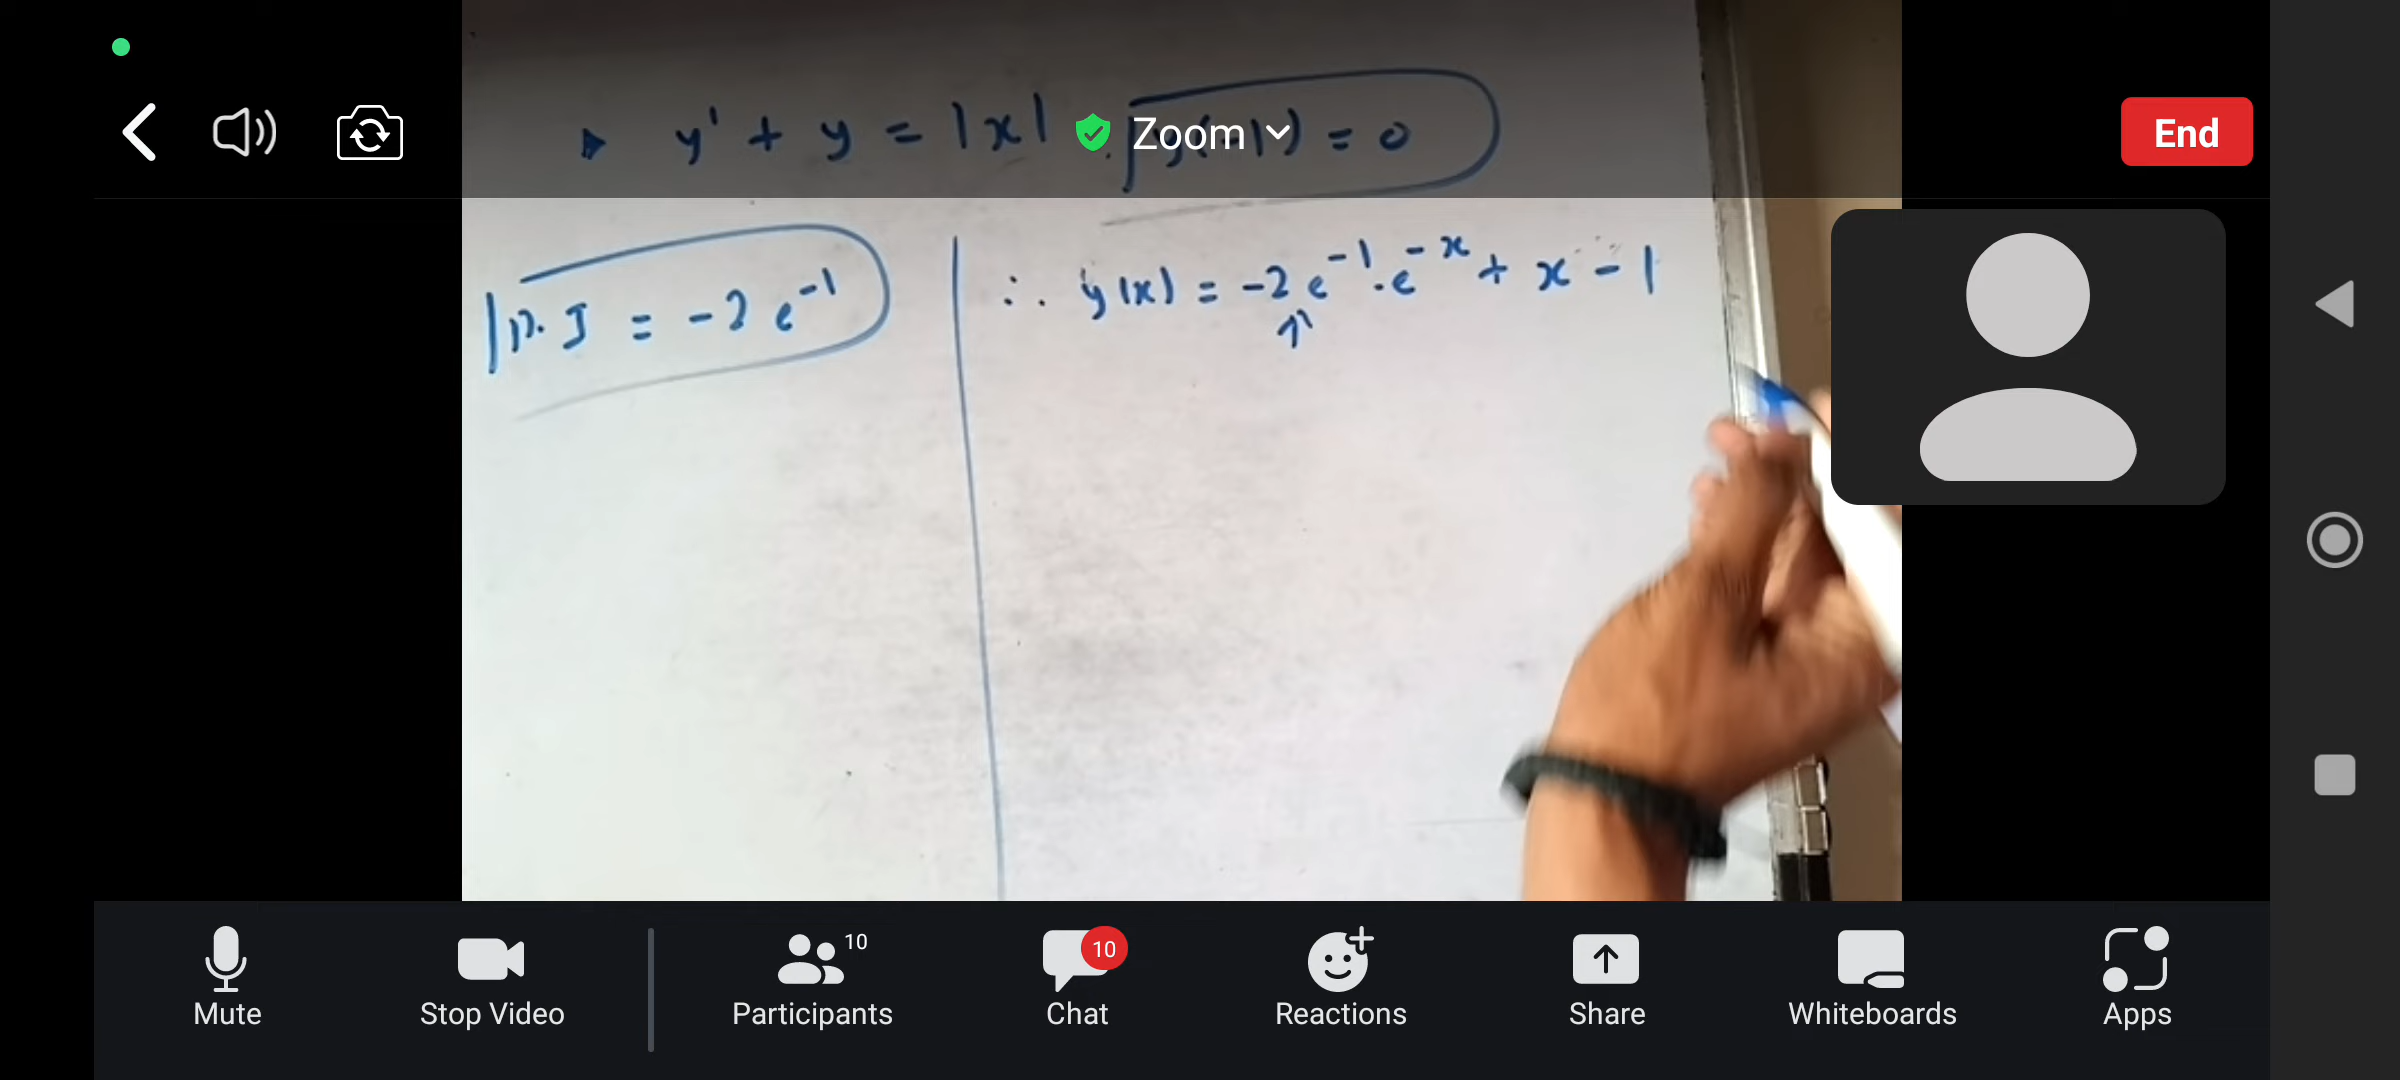 y' + y = |x| , y(-1) = 0
Zoom
End
D.I = -2 e^{-1}
∴ y(x) = -2 e^{-1} . e^{-x} + x - 1
10
10
Mute
Stop Video
Participants
Chat
Reactions
Share
Whiteboards
Apps